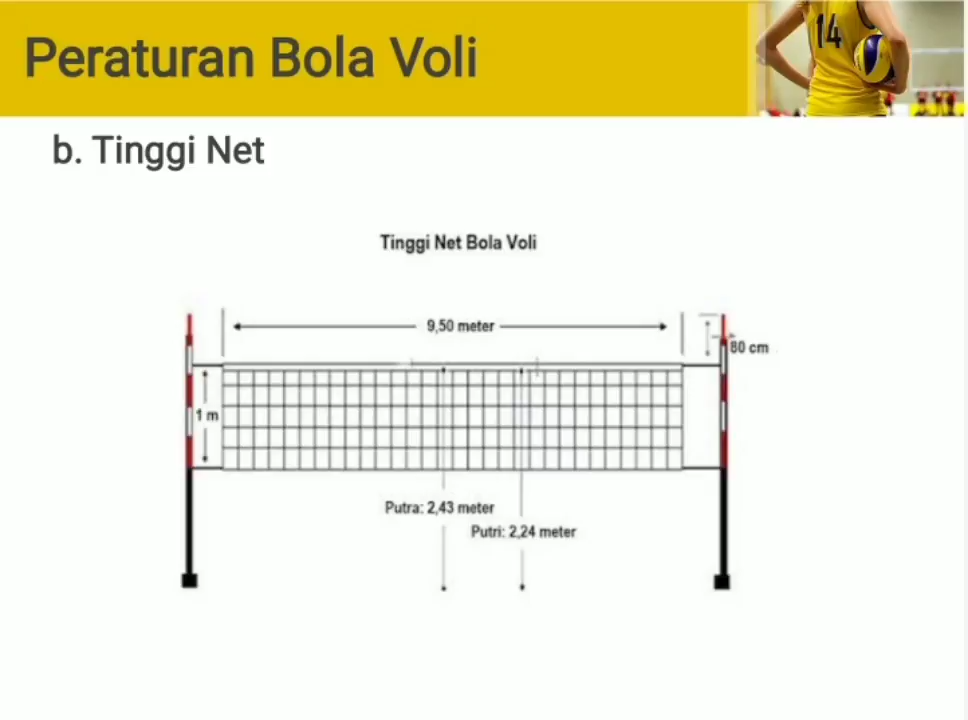 Peraturan Bola Voli
14
b. Tinggi Net
Tinggi Net Bola Voli
9,50 meter
80 cm
1 m
Putra: 2,43 meter
Putri: 2,24 meter